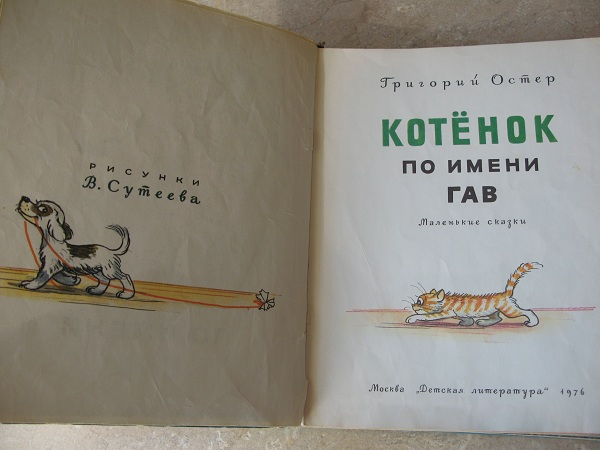 РИСУНКИ
В. Сутеева
Григорий Остер
КОТЁНОК
ПО ИМЕНИ
ГАВ
Маленькие сказки
Москва „Детская литература“ 1976